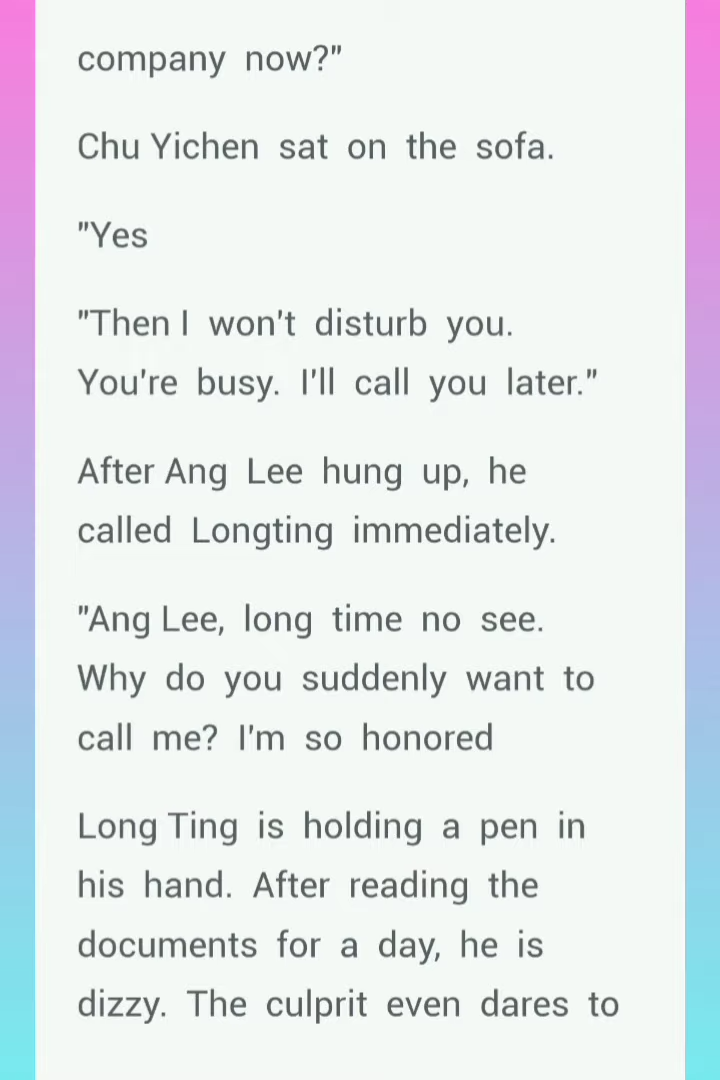 company now?"
Chu Yichen sat on the sofa.
"Yes
"Then I won't disturb you.
You're busy. I'll call you later."
After Ang Lee hung up, he
called Longting immediately.
"Ang Lee, long time no see.
Why do you suddenly want to
call me? I'm so honored
Long Ting is holding a pen in
his hand. After reading the
documents for a day, he is
dizzy. The culprit even dares to